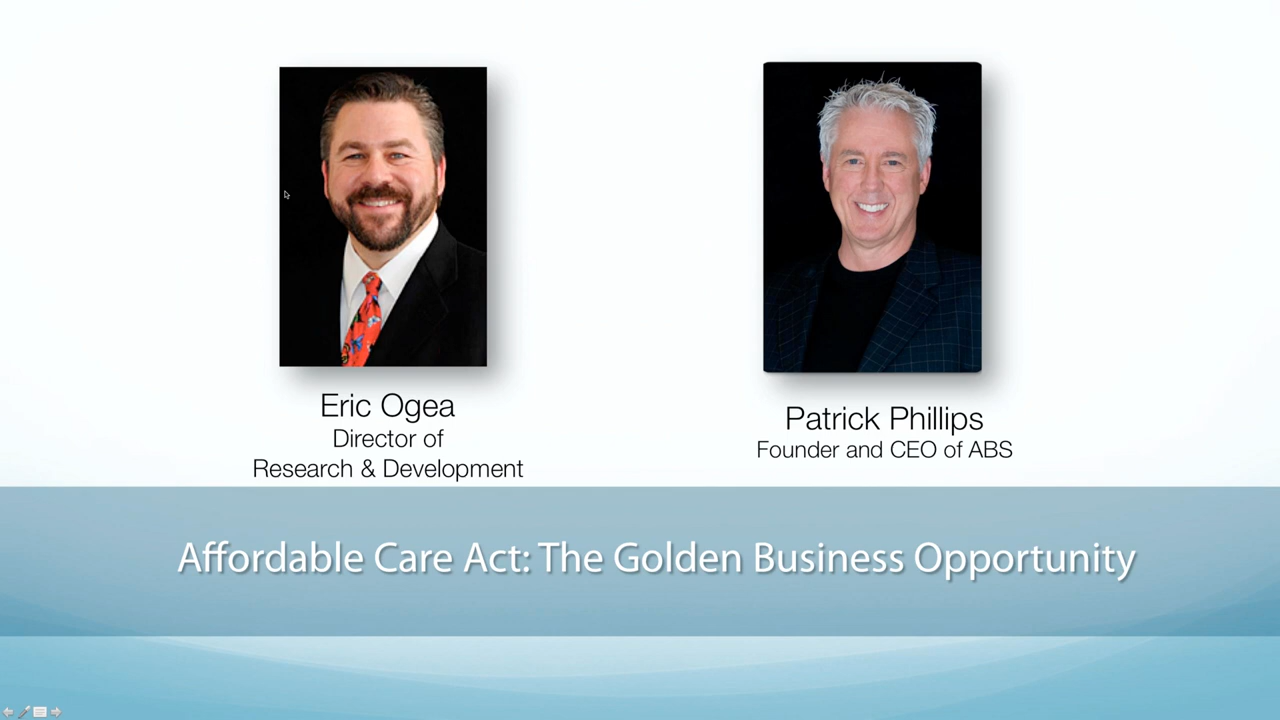 Eric Ogea
Director of
Research & Development
Patrick Phillips
Founder and CEO of ABS
Affordable Care Act: The Golden Business Opportunity